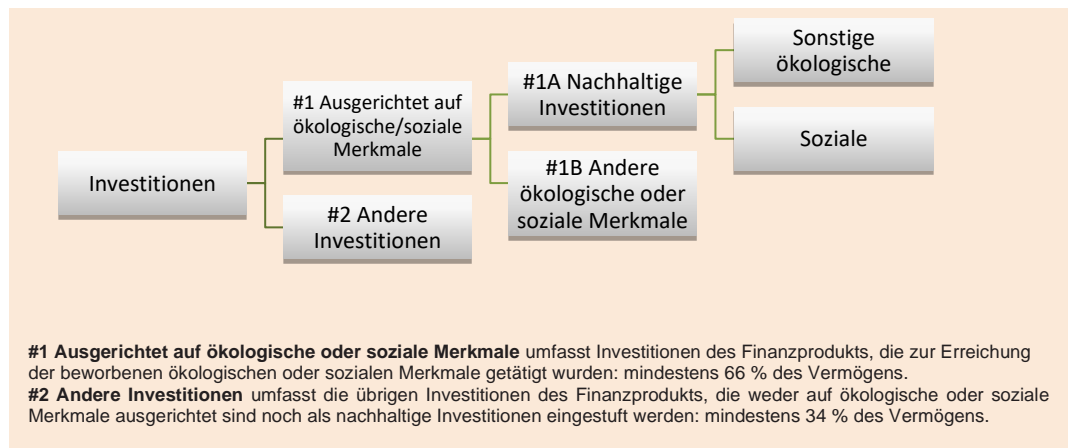 Investitionen
#1 Ausgerichtet auf
ökologische/soziale
Merkmale
#2 Andere
Investitionen
#1A Nachhaltige
Investitionen
#1B Andere
ökologische oder
soziale Merkmale
Sonstige
ökologische
Soziale
#1 Ausgerichtet auf ökologische oder soziale Merkmale umfasst Investitionen des Finanzprodukts, die zur Erreichung
der beworbenen ökologischen oder sozialen Merkmale getätigt wurden: mindestens 66 % des Vermögens.
#2 Andere Investitionen umfasst die übrigen Investitionen des Finanzprodukts, die weder auf ökologische oder soziale
Merkmale ausgerichtet sind noch als nachhaltige Investitionen eingestuft werden: mindestens 34 % des Vermögens.